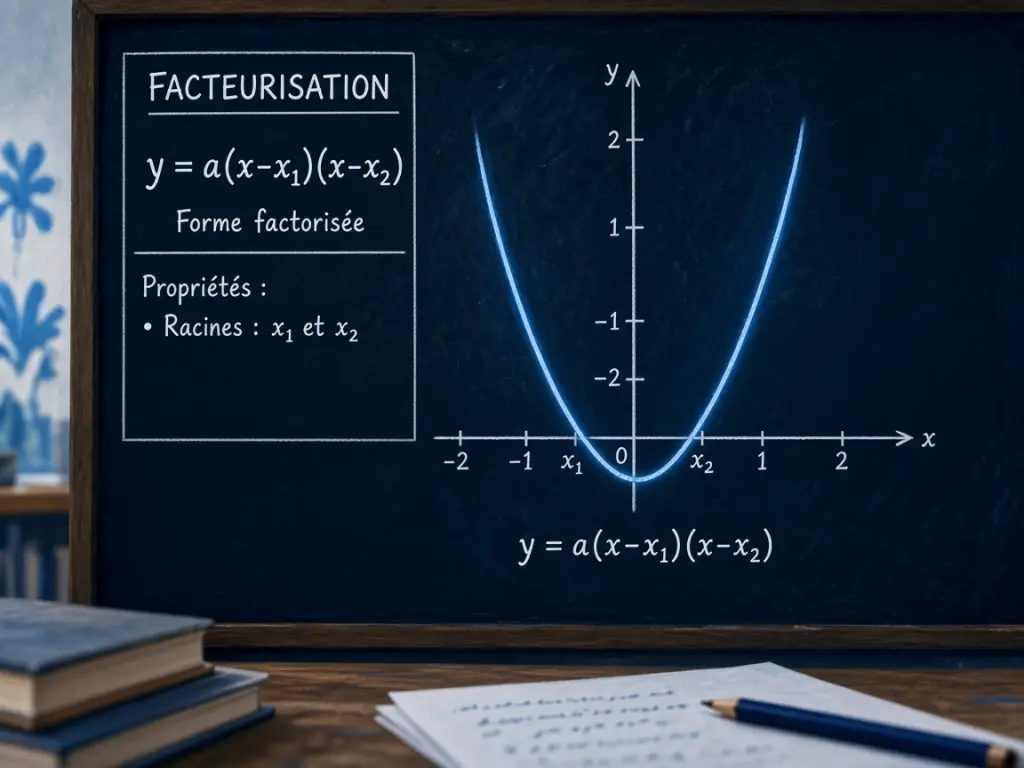 FACTEURISATION
y = a(x-x₁)(x-x₂)
Forme factorisée
Propriétés :
• Racines : x₁ et x₂
y
2
1
-1
-2
-2 -1 x₁ 0 x₂ 1 2 x
y = a(x-x₁)(x-x₂)